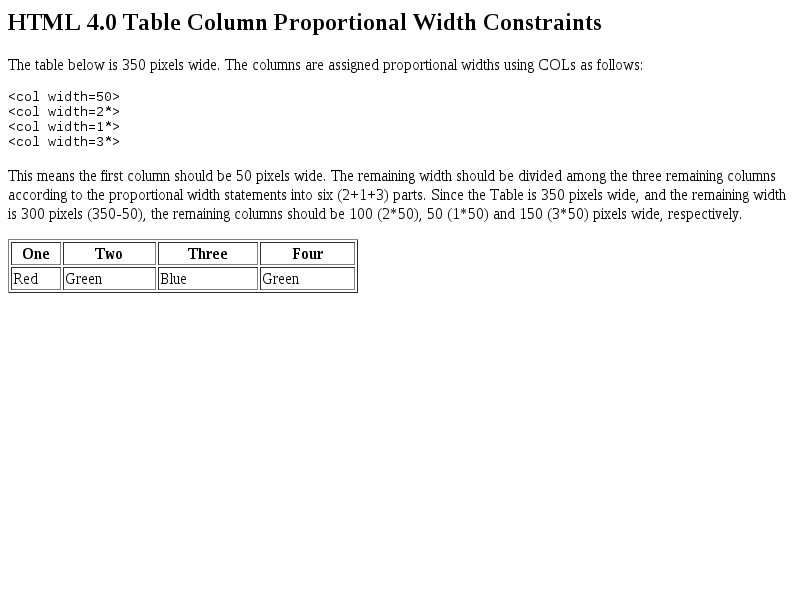 HTML 4.0 Table Column Proportional Width Constraints
The table below is 350 pixels wide. The columns are assigned proportional widths using COLs as follows:
<col width=50>
<col width=2*>
<col width=1*>
<col width=3*>
This means the first column should be 50 pixels wide. The remaining width should be divided among the three remaining columns
according to the proportional width statements into six (2+1+3) parts. Since the Table is 350 pixels wide, and the remaining width
is 300 pixels (350-50), the remaining columns should be 100 (2*50), 50 (1*50) and 150 (3*50) pixels wide, respectively.
One Two Three Four
Red Green Blue Green